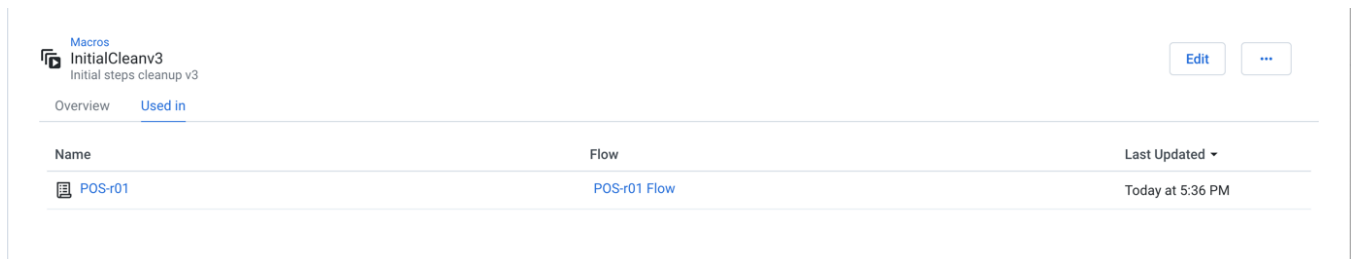 Macros
InitialCleanv3
Initial steps cleanup v3
Edit
...
Overview Used in
Name Flow Last Updated
POS-r01 POS-r01 Flow Today at 5:36 PM